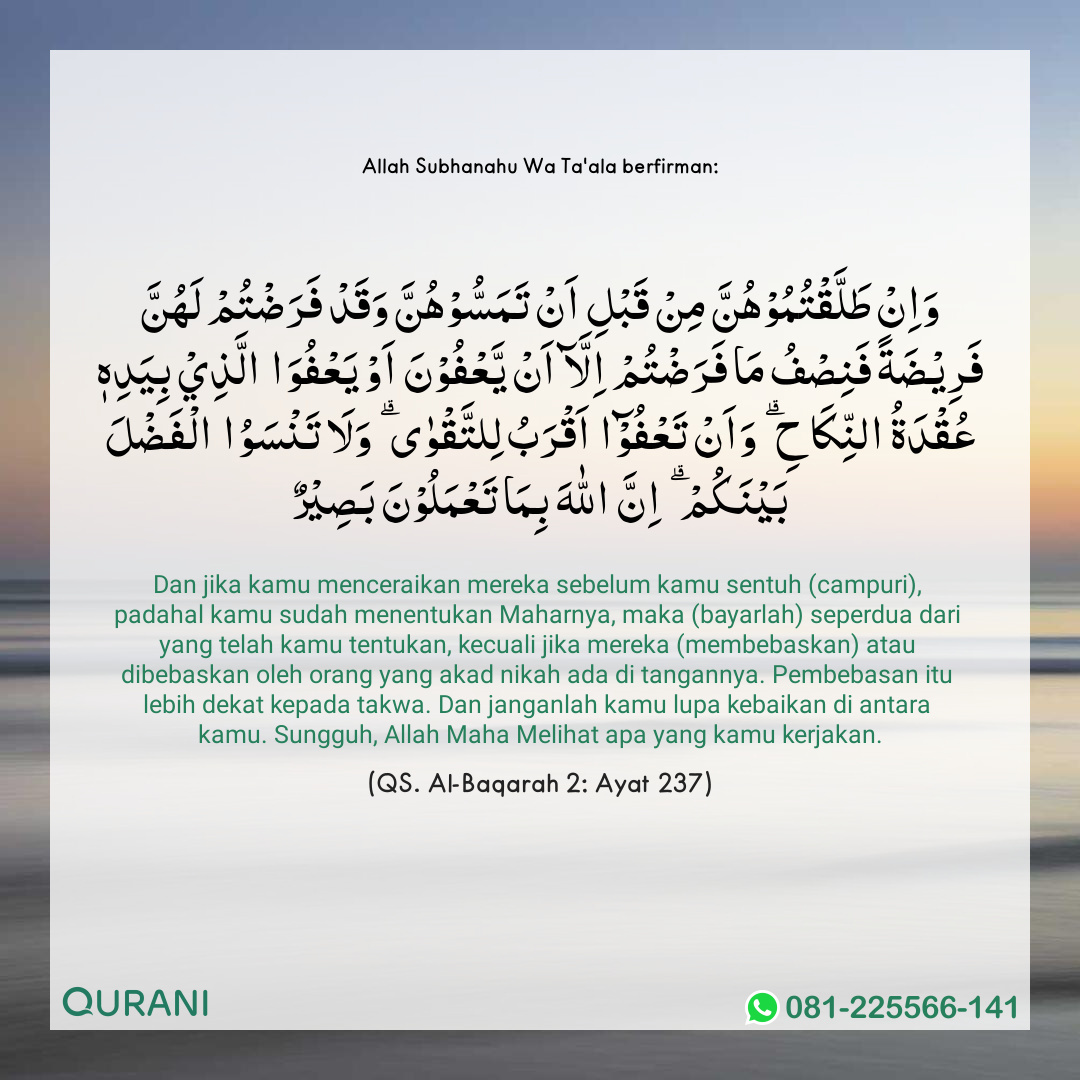 Allah Subhanahu Wa Ta'ala berfirman:
وَاِنْ طَلَّقْتُمُوْهُنَّ مِنْ قَبْلِ اَنْ تَمَسُّوْهُنَّ وَقَدْ فَرَضْتُمْ لَهُنَّ
فَرِيْضَةً فَنِصْفُ مَا فَرَضْتُمْ اِلَّاۤ اَنْ يَّعْفُوْنَ اَوْ يَعْفُوَا الَّذِيْ بِيَدِهٖ
عُقْدَةُ النِّكَا حِ ۗ وَاَ نْ تَعْفُوْۤا اَقْرَبُ لِلتَّقْوٰى ۗ وَلَا تَنْسَوُا الْفَضْلَ
بَيْنَكُمْ ۗ اِنَّ اللّٰهَ بِمَا تَعْمَلُوْنَ بَصِيْرٌ
Dan jika kamu menceraikan mereka sebelum kamu sentuh (campuri),
padahal kamu sudah menentukan Maharnya, maka (bayarlah) seperdua dari
yang telah kamu tentukan, kecuali jika mereka (membebaskan) atau
dibebaskan oleh orang yang akad nikah ada di tangannya. Pembebasan itu
lebih dekat kepada takwa. Dan janganlah kamu lupa kebaikan di antara
kamu. Sungguh, Allah Maha Melihat apa yang kamu kerjakan.
(QS. Al-Baqarah 2: Ayat 237)
QURANI
081-225566-141